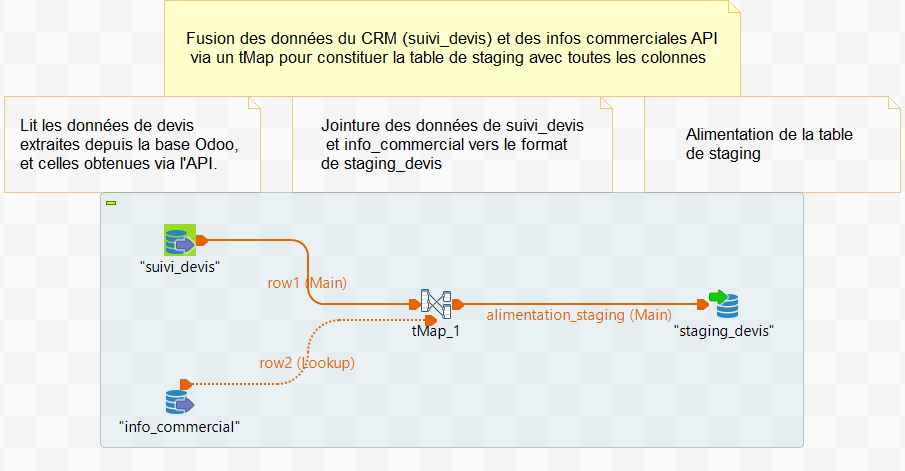 Fusion des données du CRM (suivi_devis) et des infos commerciales API
via un tMap pour constituer la table de staging avec toutes les colonnes
Lit les données de devis
extraites depuis la base Odoo,
et celles obtenues via l'API.
Jointure des données de suivi_devis
et info_commercial vers le format
de staging_devis
Alimentation de la table
de staging
"suivi_devis"
row1 (Main)
tMap_1
alimentation_staging (Main)
"staging_devis"
row2 (Lookup)
"info_commercial"